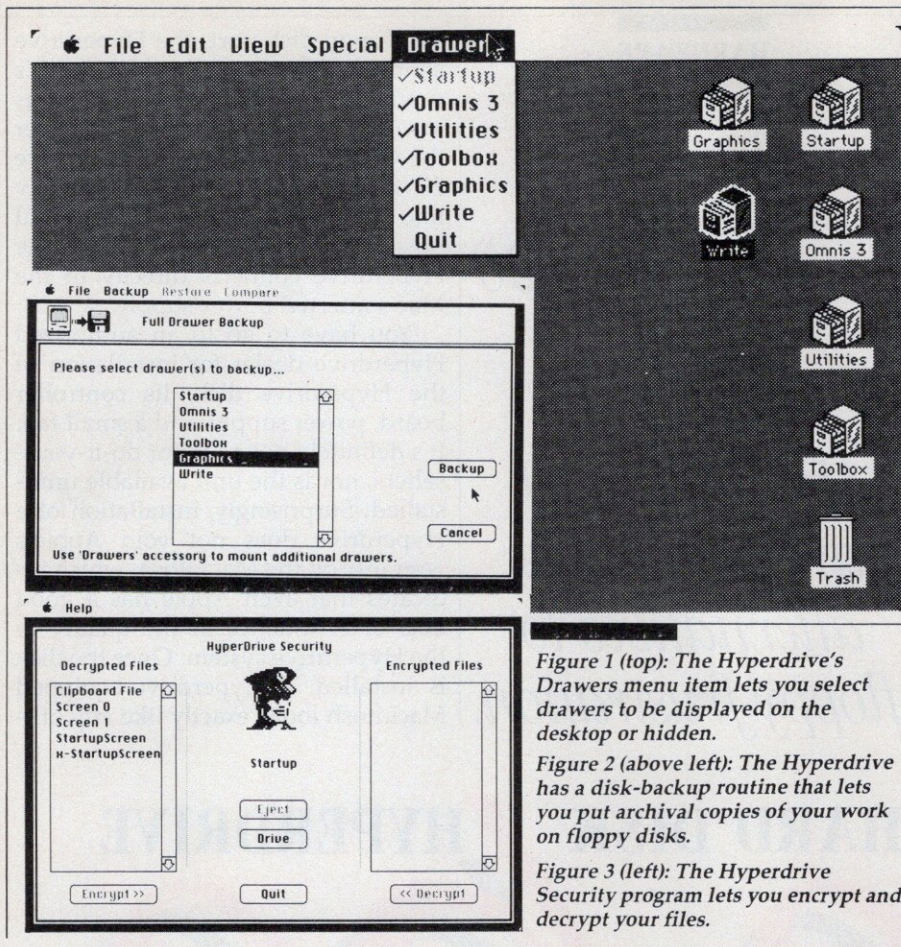 File Edit View Special Drawer
✓Startup
✓Omnis 3
✓Utilities
✓Toolbox
✓Graphics
✓Write
Quit
Graphics
Startup
Write
Omnis 3
Utilities
Toolbox
Trash
File Backup Restore Compare
Full Drawer Backup
Please select drawer(s) to backup...
Startup
Omnis 3
Utilities
Toolbox
Graphics
Write
Backup
Cancel
Use 'Drawers' accessory to mount additional drawers.
Help
HyperDrive Security
Decrypted Files
Clipboard File
Screen 0
Screen 1
StartupScreen
x-StartupScreen
Startup
Eject
Drive
Quit
Encrypted Files
Encrypt >>
<< Decrypt
Figure 1 (top): The Hyperdrive's
Drawers menu item lets you select
drawers to be displayed on the
desktop or hidden.
Figure 2 (above left): The Hyperdrive
has a disk-backup routine that lets
you put archival copies of your work
on floppy disks.
Figure 3 (left): The Hyperdrive
Security program lets you encrypt and
decrypt your files.